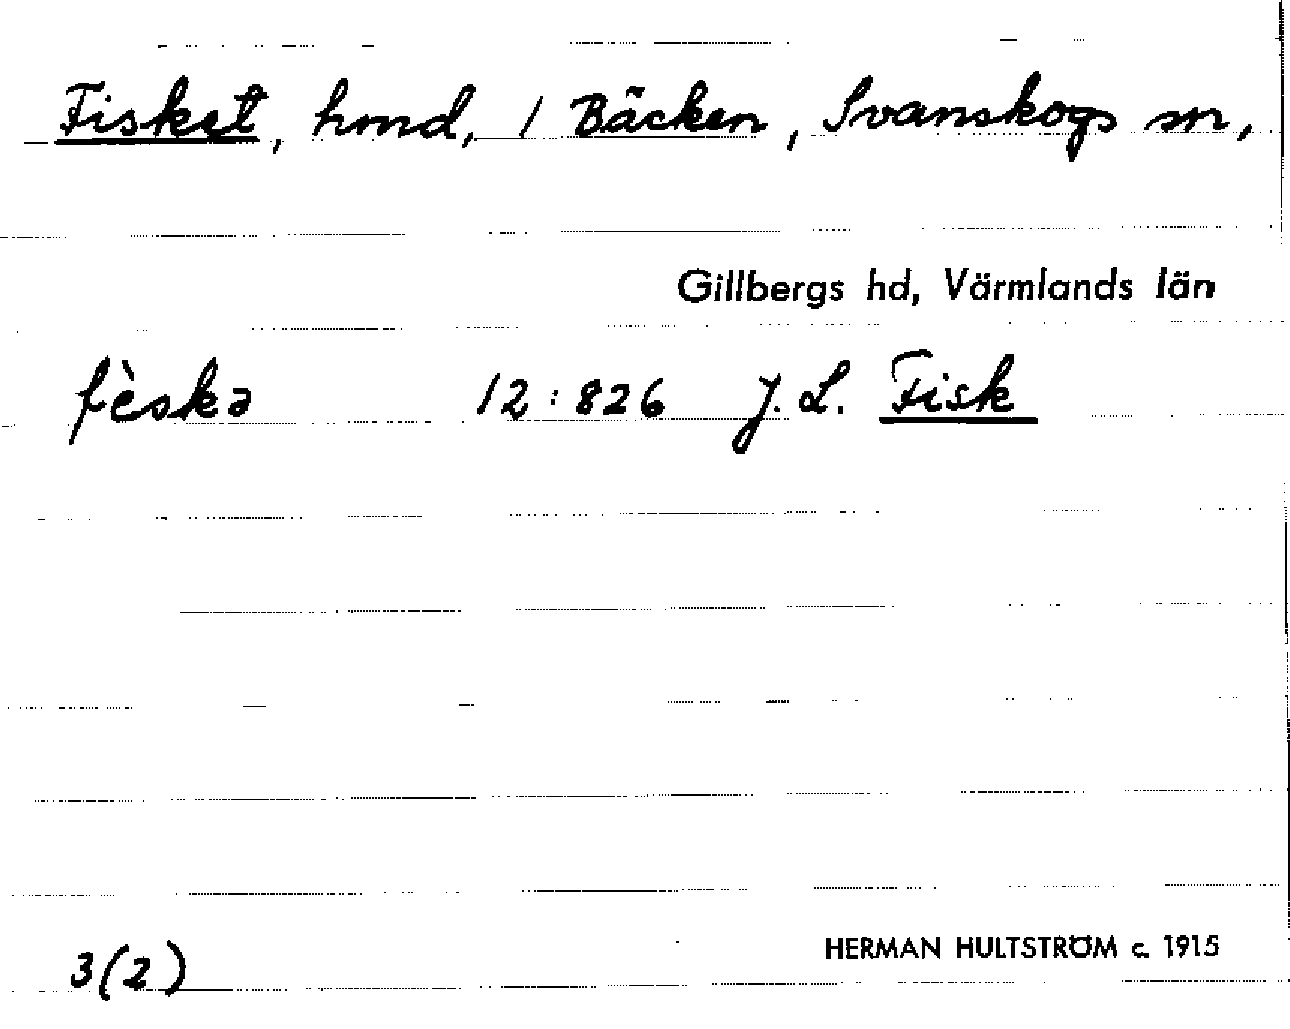 Fisket, hmd, 1 Bäcken, Svanskogs sn,
Gillbergs hd, Värmlands län
fèskə 12:826 J. L. Fisk
3(2)
HERMAN HULTSTRÖM c. 1915